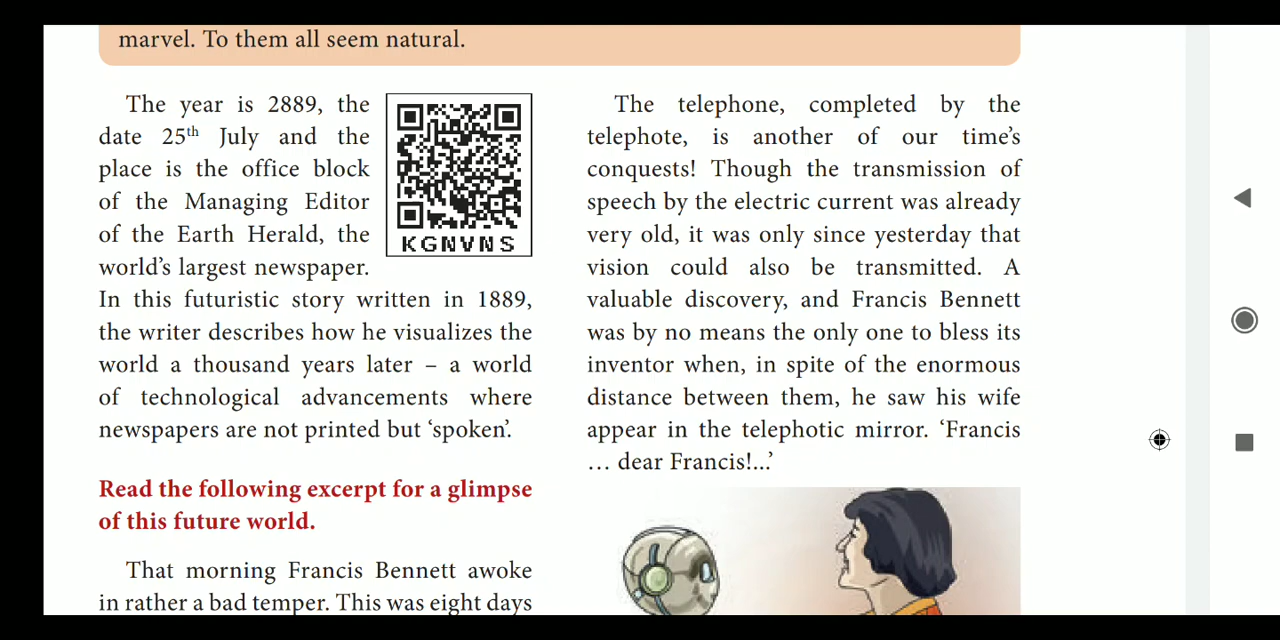 marvel. To them all seem natural.
The year is 2889, the
date 25th July and the
place is the office block
of the Managing Editor
of the Earth Herald, the
world's largest newspaper.
KGNVNS
In this futuristic story written in 1889,
the writer describes how he visualizes the
world a thousand years later – a world
of technological advancements where
newspapers are not printed but ‘spoken’.
Read the following excerpt for a glimpse
of this future world.
That morning Francis Bennett awoke
in rather a bad temper. This was eight days
The telephone, completed by the
telephote, is another of our time's
conquests! Though the transmission of
speech by the electric current was already
very old, it was only since yesterday that
vision could also be transmitted. A
valuable discovery, and Francis Bennett
was by no means the only one to bless its
inventor when, in spite of the enormous
distance between them, he saw his wife
appear in the telephotic mirror. ‘Francis
… dear Francis!...’